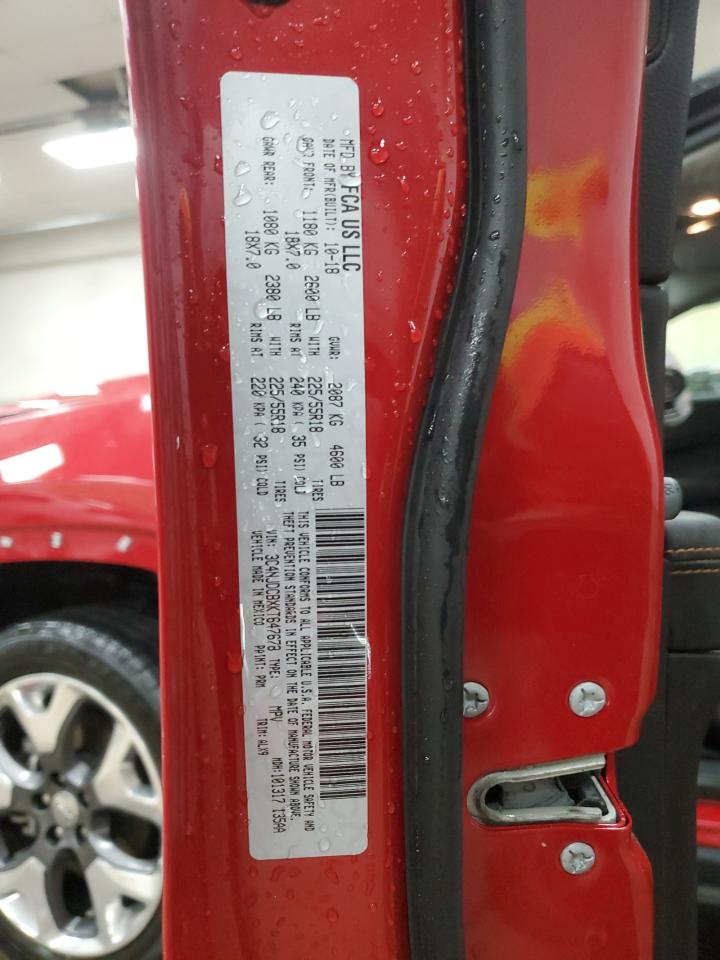 MFD BY FCA US LLC
DATE OF MFR(BUILT): 10-18 GVWR: 2087 KG 4600 LB
GAWR FRONT: 1180 KG 2600 LB WITH 225/55R18 TIRES
18X7.0 RIMS AT 240 KPA ( 35 PSI) COLD
GAWR REAR: 1080 KG 2380 LB WITH 225/55R18 TIRES
18X7.0 RIMS AT 220 KPA ( 32 PSI) COLD
THIS VEHICLE CONFORMS TO ALL APPLICABLE U.S.A. FEDERAL MOTOR VEHICLE SAFETY AND
THEFT PREVENTION STANDARDS IN EFFECT ON THE DATE OF MANUFACTURE SHOWN ABOVE.
VIN: 3C4NJDCBXKT647678 TYPE: MPV MDH:101317 135AA
VEHICLE MADE IN MEXICO PAINT: PRM TRIM:ALX9